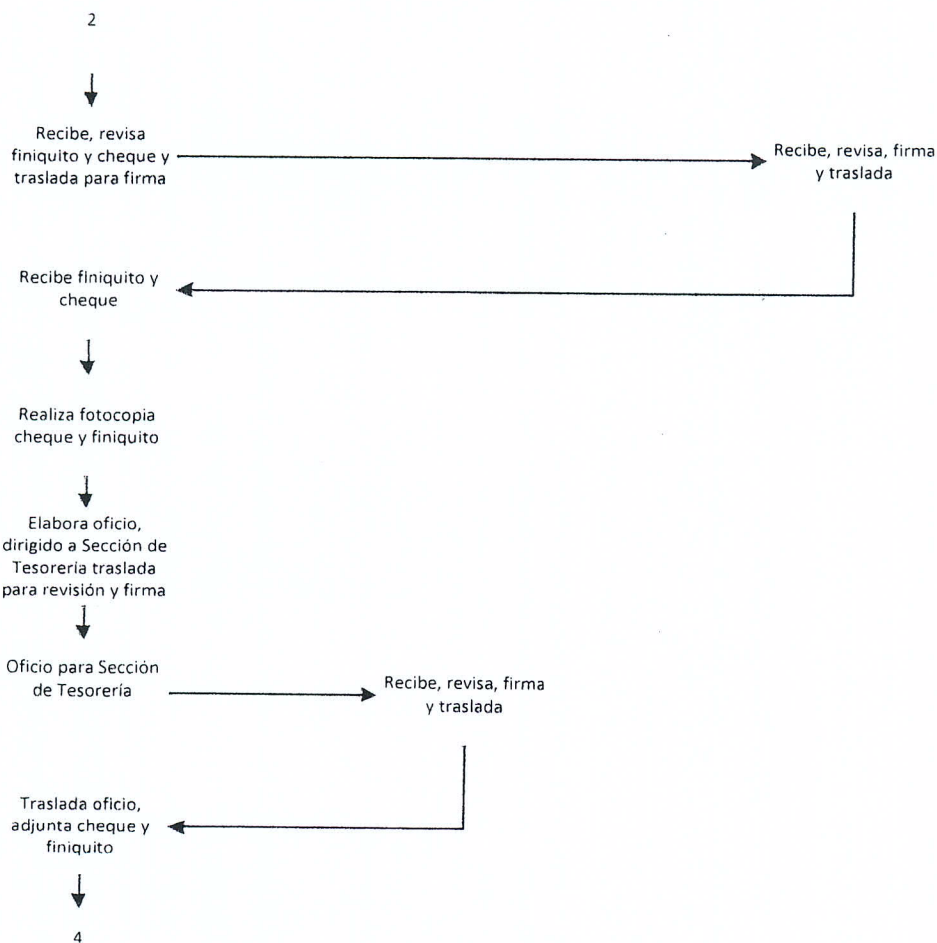 2
Recibe, revisa
finiquito y cheque y
traslada para firma
Recibe, revisa, firma
y traslada
Recibe finiquito y
cheque
Realiza fotocopia
cheque y finiquito
Elabora oficio,
dirigido a Sección de
Tesorería traslada
para revisión y firma
Oficio para Sección
de Tesorería
Recibe, revisa, firma
y traslada
Traslada oficio,
adjunta cheque y
finiquito
4